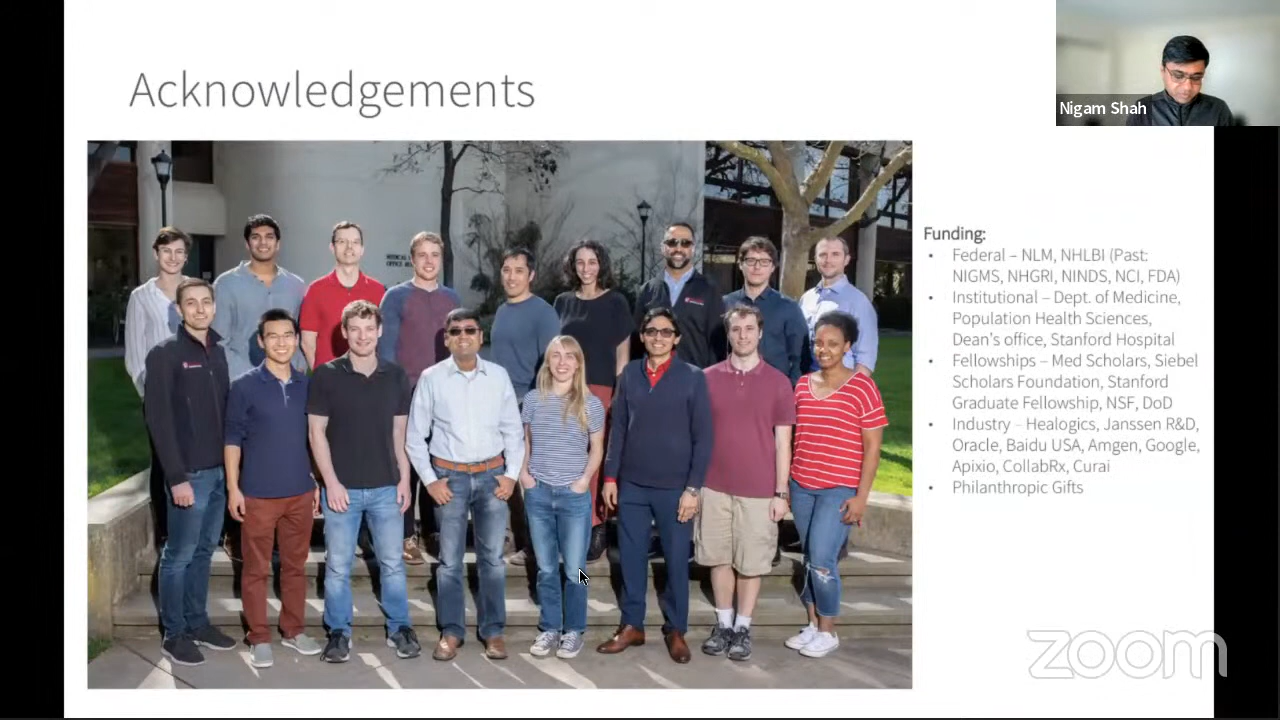 Acknowledgements
Nigam Shah
Funding:
• Federal – NLM, NHLBI (Past:
NIGMS, NHGRI, NINDS, NCI, FDA)
• Institutional – Dept. of Medicine,
Population Health Sciences,
Dean's office, Stanford Hospital
• Fellowships – Med Scholars, Siebel
Scholars Foundation, Stanford
Graduate Fellowship, NSF, DoD
• Industry – Healogics, Janssen R&D,
Oracle, Baidu USA, Amgen, Google,
Apixio, CollabRx, Curai
• Philanthropic Gifts
zoom